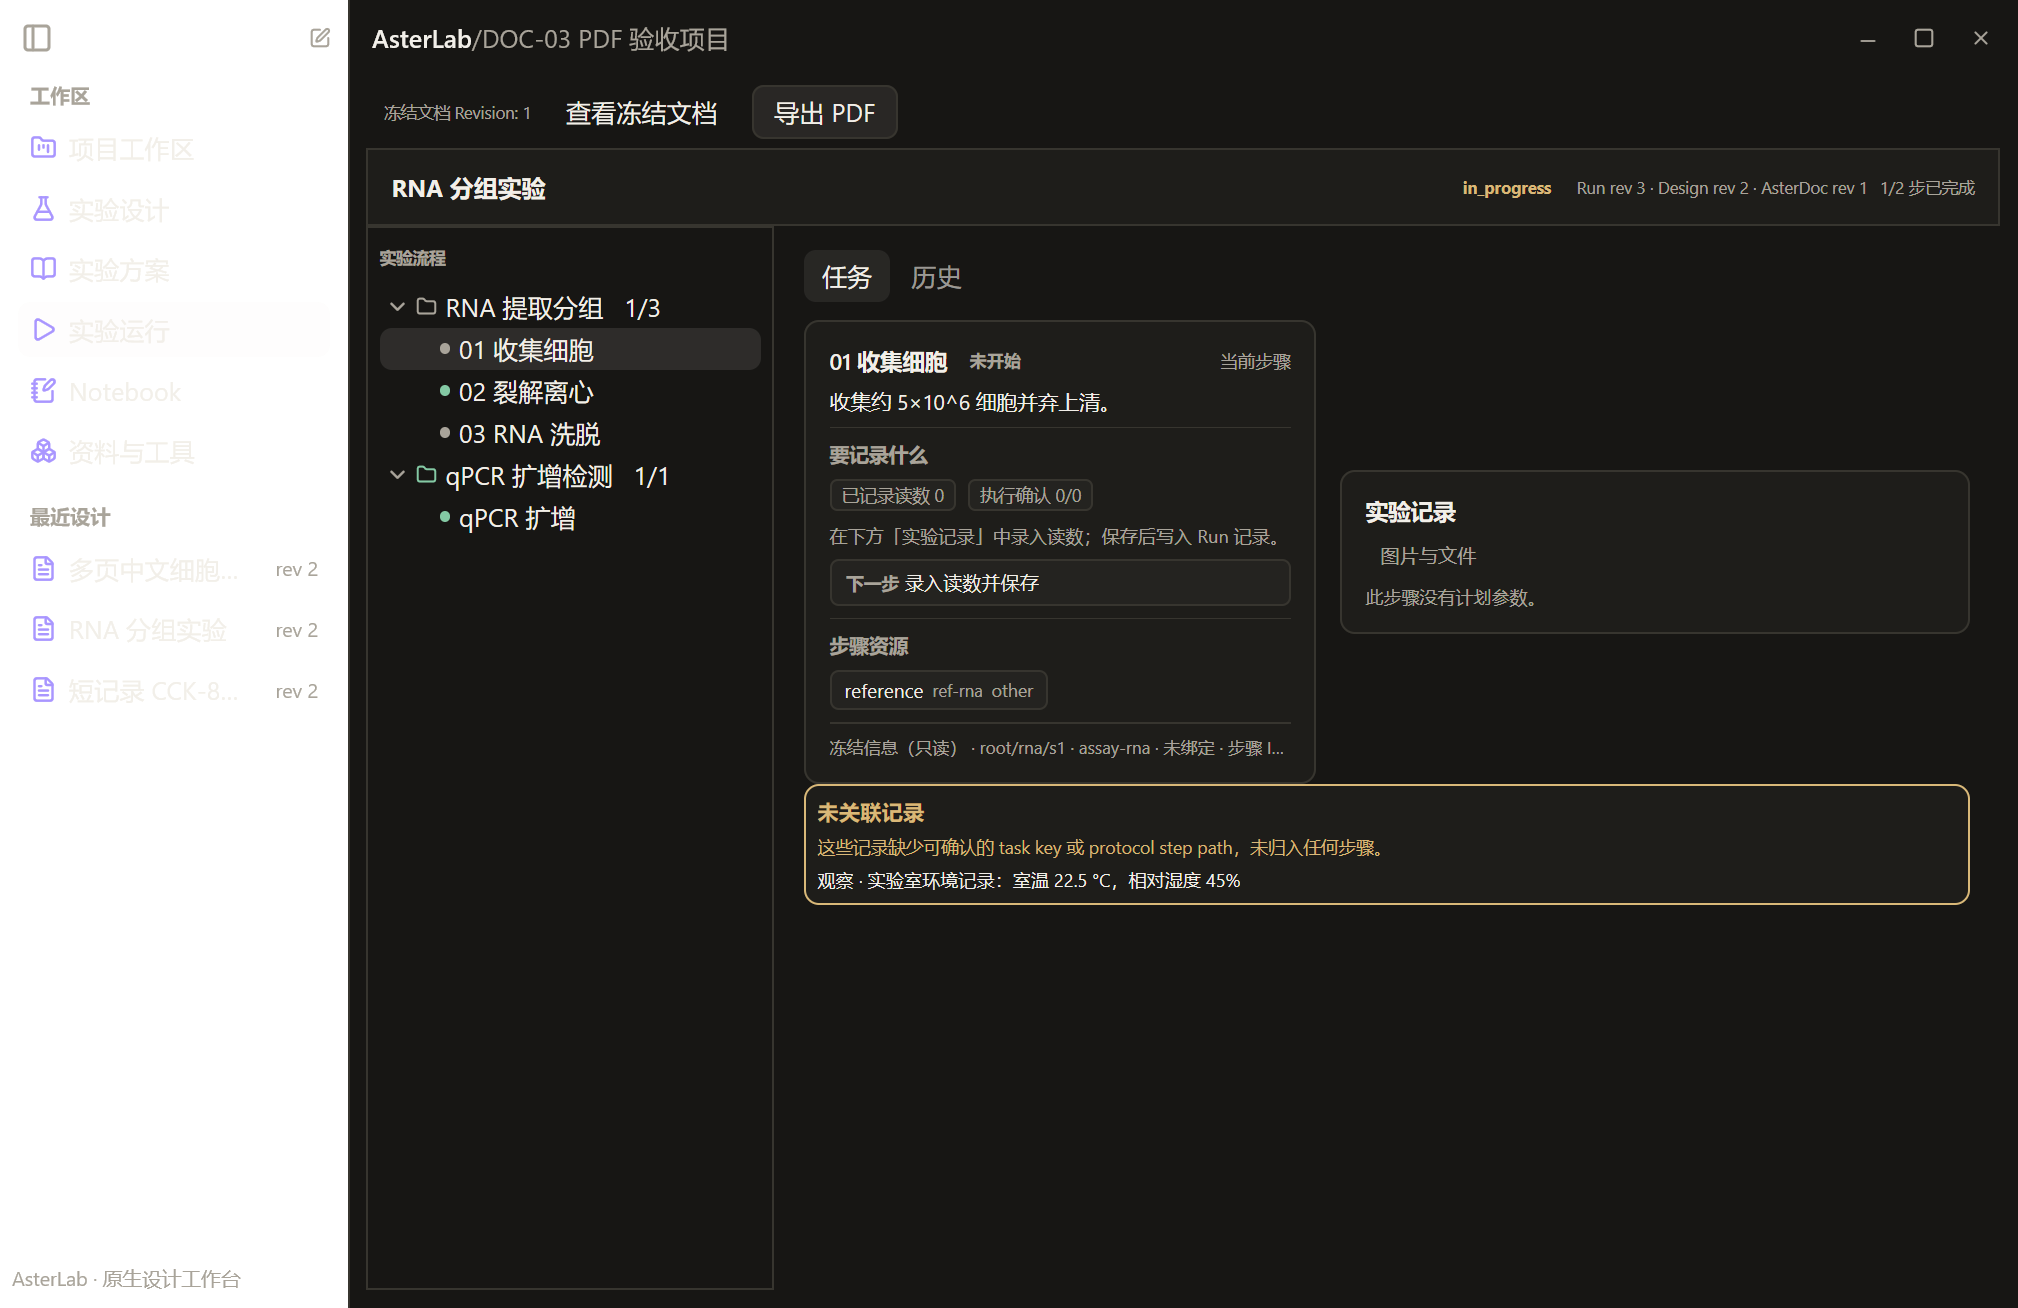 工作区
项目工作区
实验设计
实验方案
实验运行
Notebook
资料与工具
最近设计
多页中文细胞... rev 2
RNA 分组实验 rev 2
短记录 CCK-8... rev 2
AsterLab · 原生设计工作台
AsterLab/DOC-03 PDF 验收项目
冻结文档 Revision: 1 查看冻结文档 导出 PDF
RNA 分组实验 in_progress Run rev 3 · Design rev 2 · AsterDoc rev 1 1/2 步已完成
实验流程
RNA 提取分组 1/3
01 收集细胞
02 裂解离心
03 RNA 洗脱
qPCR 扩增检测 1/1
qPCR 扩增
任务 历史
01 收集细胞 未开始 当前步骤
收集约 5×10^6 细胞并弃上清。
要记录什么
已记录读数 0 执行确认 0/0
在下方「实验记录」中录入读数；保存后写入 Run 记录。
下一步 录入读数并保存
步骤资源
reference ref-rna other
冻结信息（只读） · root/rna/s1 · assay-rna · 未绑定 · 步骤 I...
实验记录
图片与文件
此步骤没有计划参数。
未关联记录
这些记录缺少可确认的 task key 或 protocol step path，未归入任何步骤。
观察 · 实验室环境记录：室温 22.5 °C，相对湿度 45%